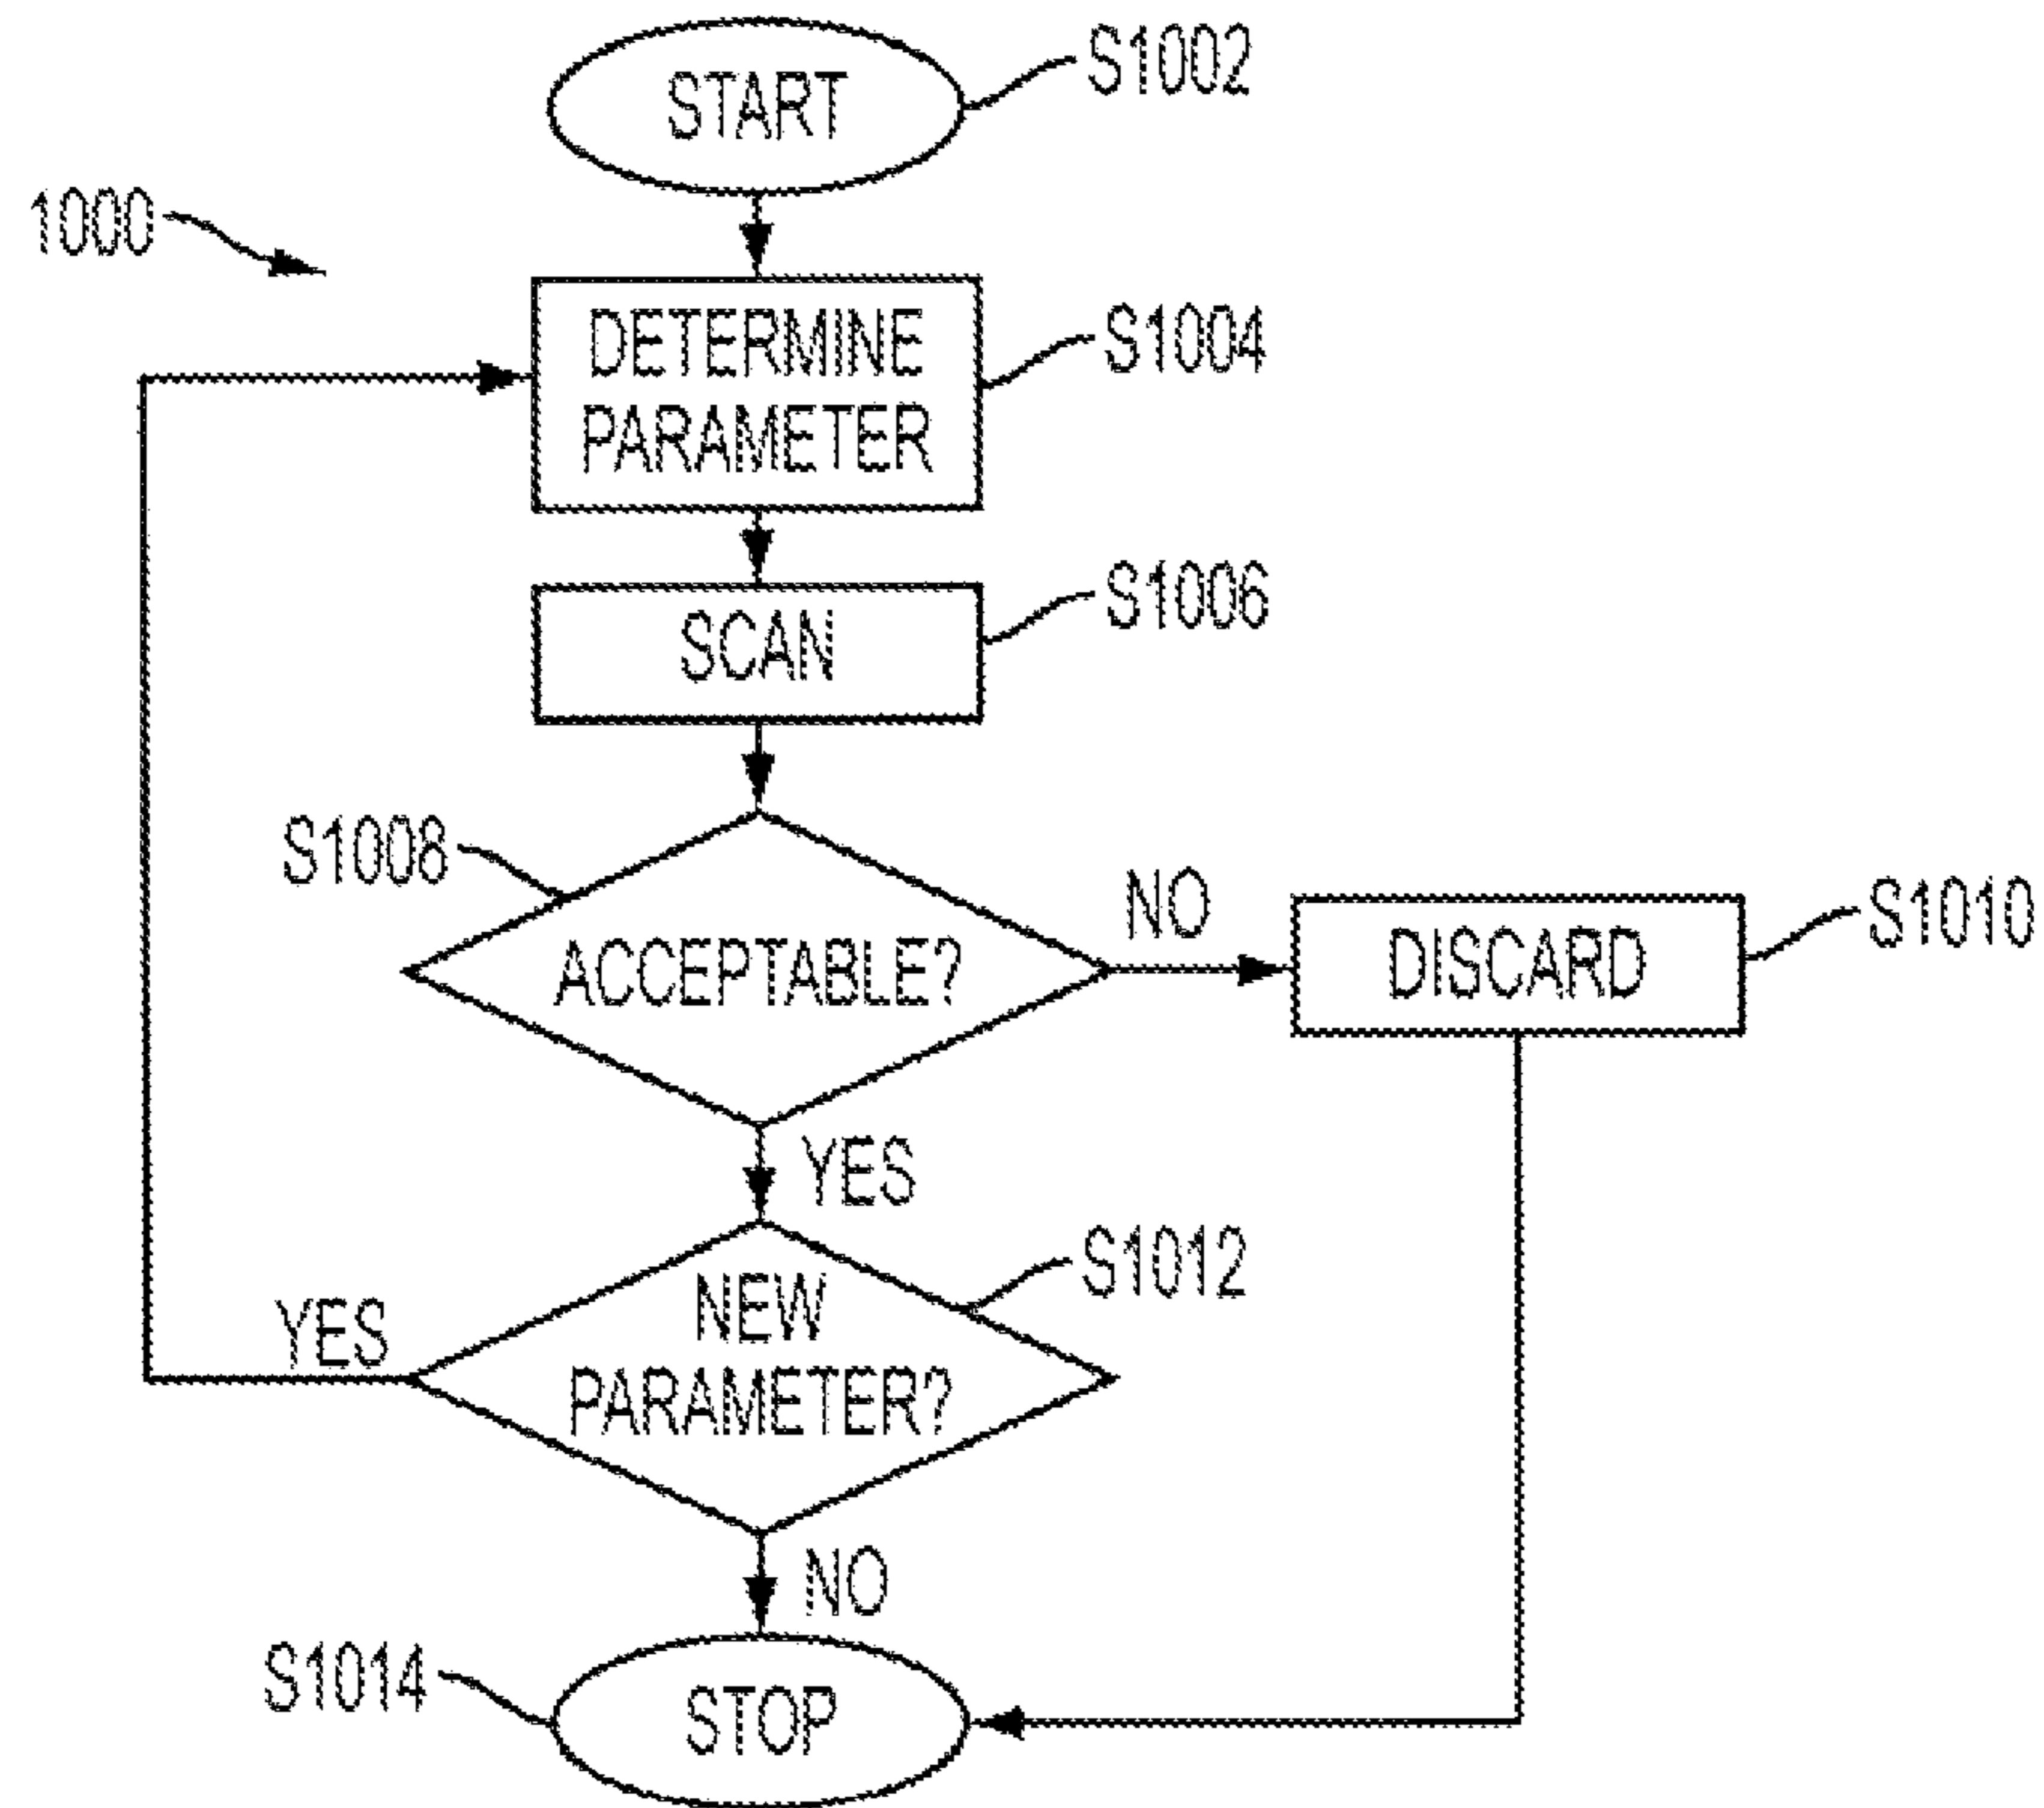 START
S1002
1000
DETERMINE
PARAMETER
S1004
SCAN
S1006
S1008
ACCEPTABLE?
NO
DISCARD
S1010
YES
S1012
NEW
PARAMETER?
YES
NO
S1014
STOP